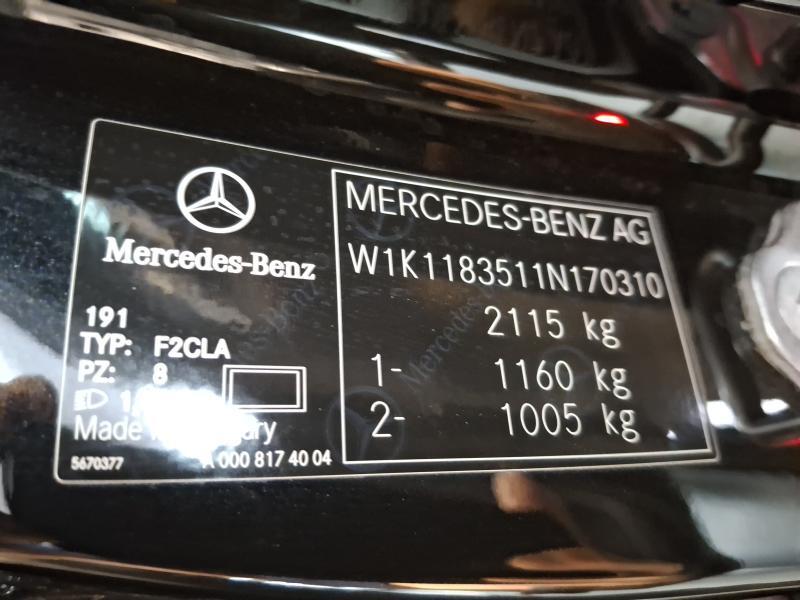 Mercedes-Benz
191
TYP: F2CLA
PZ: 8
Made
5670377
A 000 817 40 04
MERCEDES-BENZ AG
W1K1183511N170310
2115 kg
1- 1160 kg
2- 1005 kg